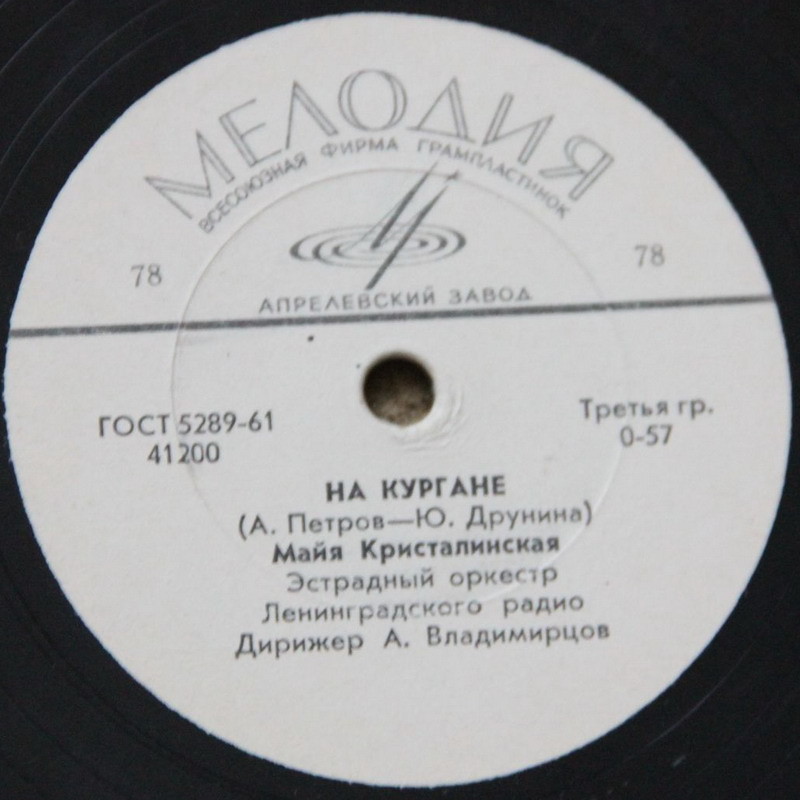 МЕЛОДИЯ
ВСЕСОЮЗНАЯ ФИРМА ГРАМПЛАСТИНОК
78
78
АПРЕЛЕВСКИЙ ЗАВОД
ГОСТ 5289-61
41200
Третья гр.
0-57
НА КУРГАНЕ
(А. Петров—Ю. Друнина)
Майя Кристалинская
Эстрадный оркестр
Ленинградского радио
Дирижер А. Владимирцов